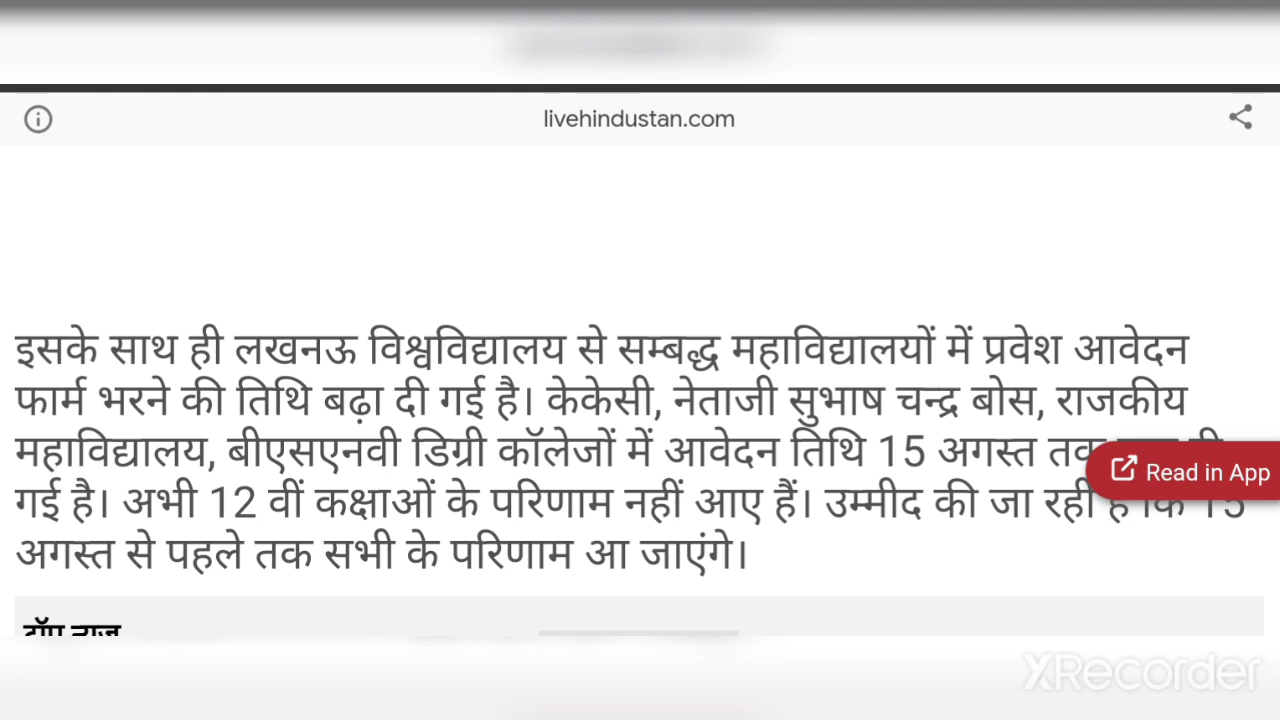 livehindustan.com
इसके साथ ही लखनऊ विश्वविद्यालय से सम्बद्ध महाविद्यालयों में प्रवेश आवेदन
फार्म भरने की तिथि बढ़ा दी गई है। केकेसी, नेताजी सुभाष चन्द्र बोस, राजकीय
महाविद्यालय, बीएसएनवी डिग्री कॉलेजों में आवेदन तिथि 15 अगस्त
Read in App
गई है। अभी 12 वीं कक्षाओं के परिणाम नहीं आए हैं। उम्मीद की जा रही है कि 15
अगस्त से पहले तक सभी के परिणाम आ जाएंगे।
XRecorder